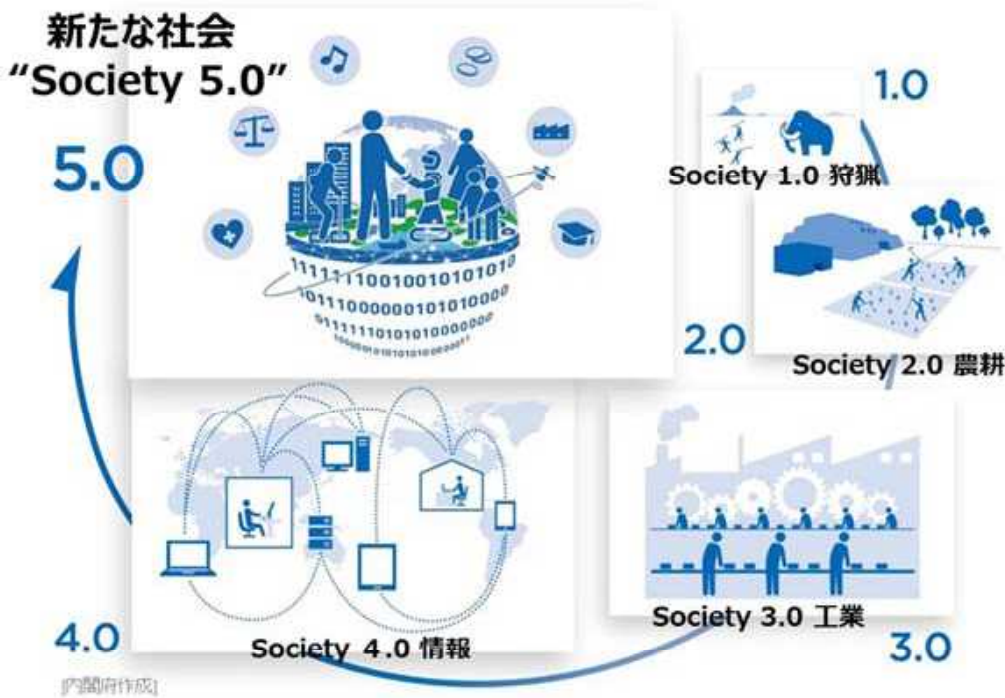 新たな社会
“Society 5.0”
5.0
1.0
Society 1.0 狩猟
2.0
Society 2.0 農耕
Society 3.0 工業
3.0
4.0
Society 4.0 情報
[内閣府作成]
11111110010010101010
1011100000010101010000